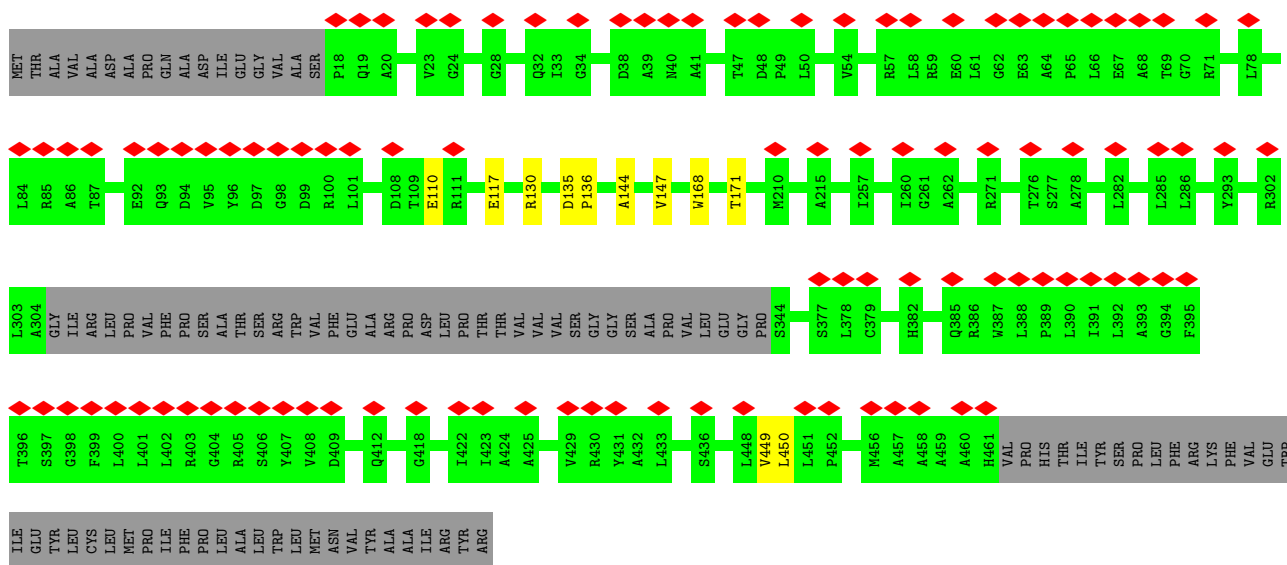 MET THR ALA VAL ALA ASP ALA PRO GLN ALA ASP ILE GLU GLY VAL ALA SER P18 Q19 A20 V23 G24 G28 Q32 I33 G34 D38 A39 N40 A41 T47 D48 P49 L50 V54 R57 L58 R59 E60 L61 G62 E63 A64 P65 L66 E67 A68 T69 G70 R71 L78
L84 R85 A86 T87 E92 Q93 D94 V95 Y96 D97 G98 D99 R100 L101 D108 T109 E110 R111 E117 R130 D135 P136 A144 V147 W168 T171 M210 A215 I257 I260 G261 A262 R271 T276 S277 A278 L282 L285 L286 Y293 R302
L303 A304 GLY ILE ARG LEU PRO VAL PHE PRO SER ALA THR SER ARG TRP VAL PHE GLU ALA ARG PRO ASP LEU PRO THR THR VAL VAL VAL SER GLY GLY SER ALA PRO VAL LEU GLU GLY PRO S344 S377 L378 C379 H382 Q385 R386 W387 L388 P389 L390 I391 L392 A393 G394 F395
T396 S397 G398 F399 L400 L401 L402 R403 G404 R405 S406 Y407 V408 D409 Q412 G418 I422 I423 A424 A425 V429 R430 Y431 A432 L433 S436 L448 V449 L450 L451 P452 M456 A457 A458 A459 A460 H461 VAL PRO HIS THR ILE TYR SER PRO LEU PHE ARG LYS PHE VAL GLU TRP
ILE GLU TYR LEU CYS LEU MET PRO ILE PHE PRO LEU ALA LEU TRP LEU MET ASN VAL TYR ALA ALA ILE ARG TYR ARG